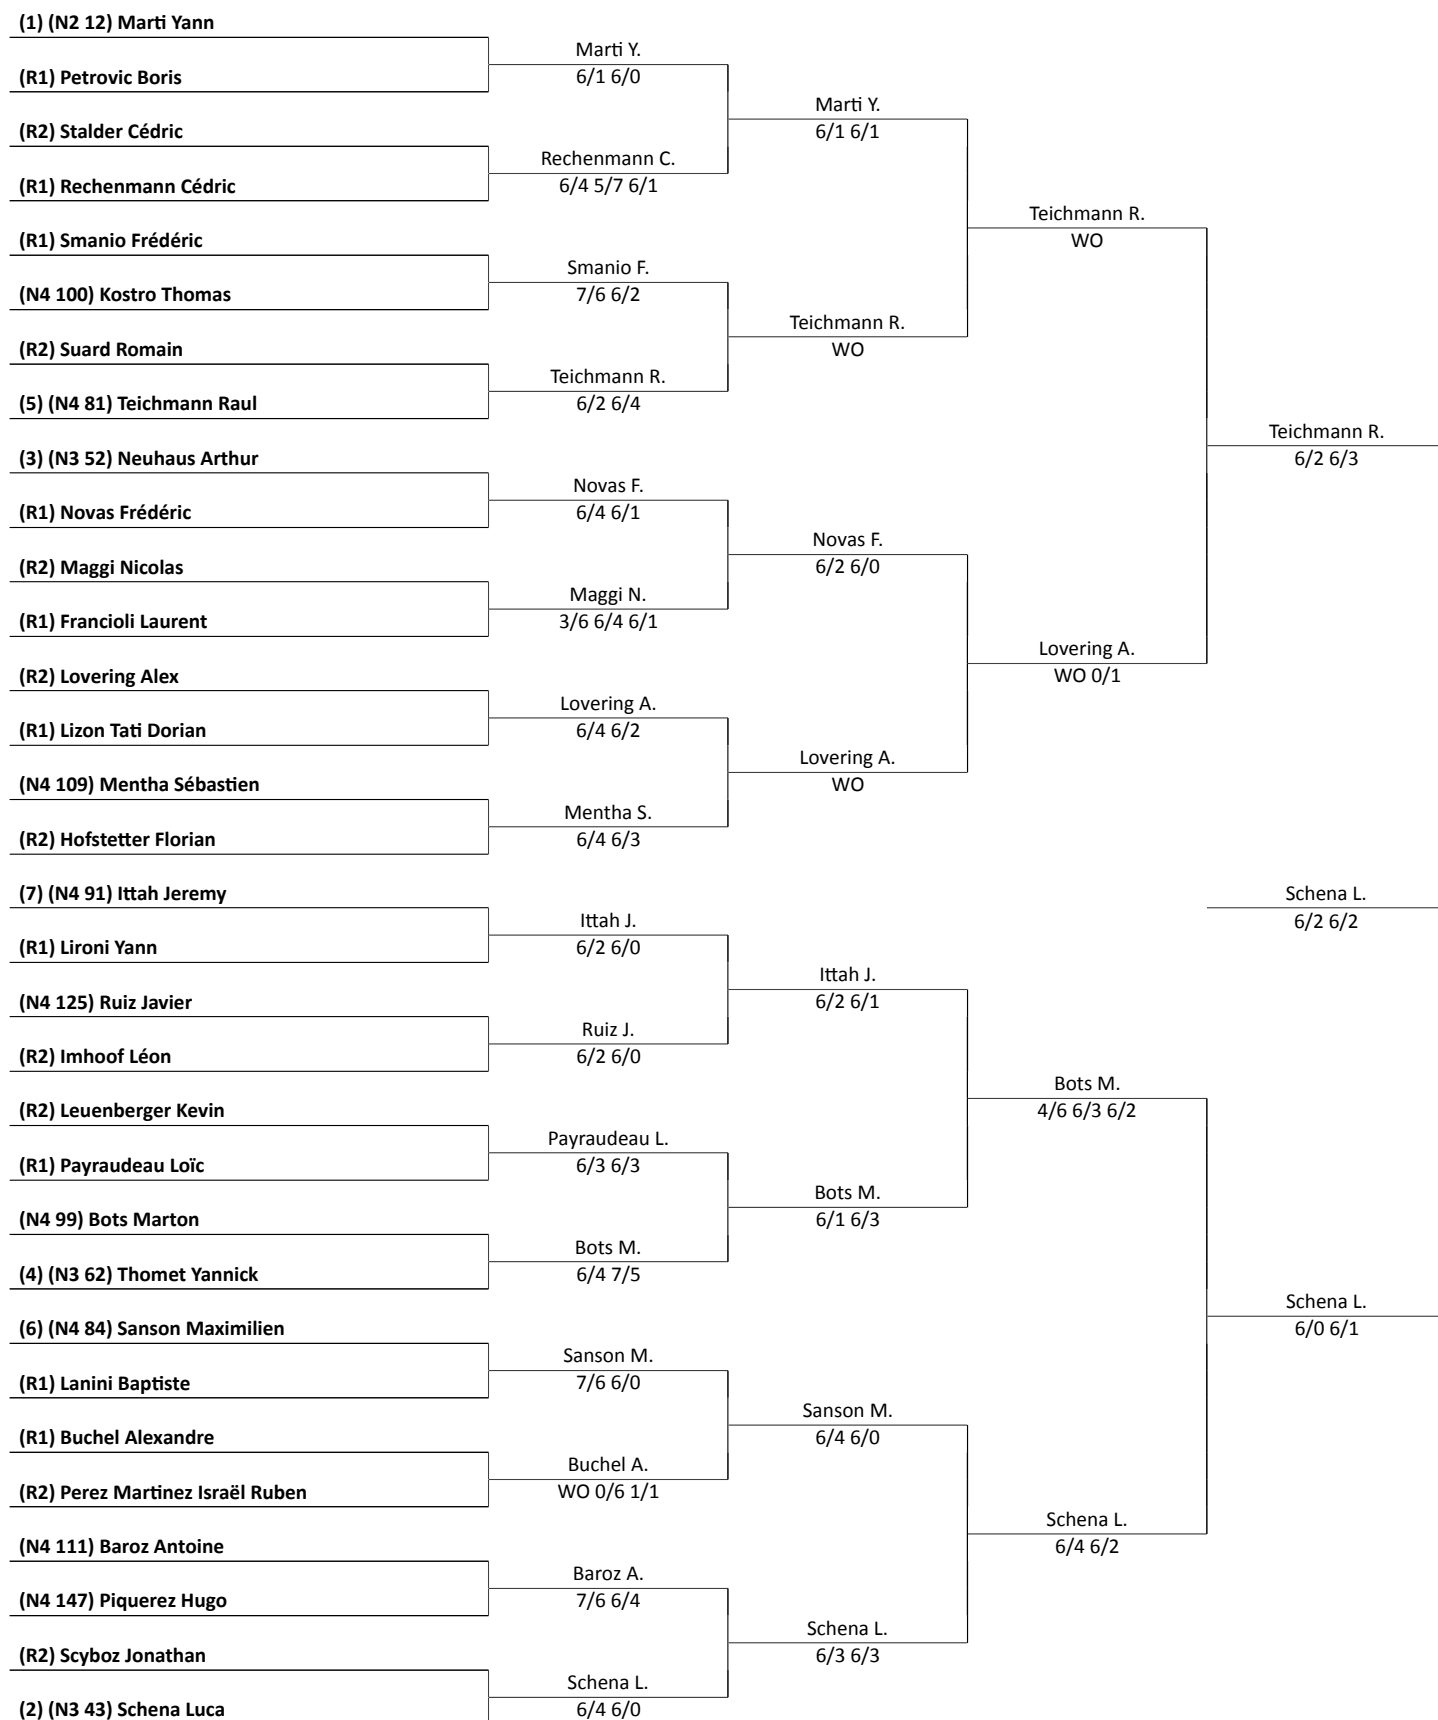 (1) (N2 12) Marti Yann
(R1) Petrovic Boris
(R2) Stalder Cédric
(R1) Rechenmann Cédric
(R1) Smanio Frédéric
(N4 100) Kostro Thomas
(R2) Suard Romain
(5) (N4 81) Teichmann Raul
(3) (N3 52) Neuhaus Arthur
(R1) Novas Frédéric
(R2) Maggi Nicolas
(R1) Francioli Laurent
(R2) Lovering Alex
(R1) Lizon Tati Dorian
(N4 109) Mentha Sébastien
(R2) Hofstetter Florian
(7) (N4 91) Ittah Jeremy
(R1) Lironi Yann
(N4 125) Ruiz Javier
(R2) Imhoof Léon
(R2) Leuenberger Kevin
(R1) Payraudeau Loïc
(N4 99) Bots Marton
(4) (N3 62) Thomet Yannick
(6) (N4 84) Sanson Maximilien
(R1) Lanini Baptiste
(R1) Buchel Alexandre
(R2) Perez Martinez Israël Ruben
(N4 111) Baroz Antoine
(N4 147) Piquerez Hugo
(R2) Scyboz Jonathan
(2) (N3 43) Schena Luca
Marti Y.
6/1 6/0
Rechenmann C.
6/4 5/7 6/1
Smanio F.
7/6 6/2
Teichmann R.
6/2 6/4
Novas F.
6/4 6/1
Maggi N.
3/6 6/4 6/1
Lovering A.
6/4 6/2
Mentha S.
6/4 6/3
Ittah J.
6/2 6/0
Ruiz J.
6/2 6/0
Payraudeau L.
6/3 6/3
Bots M.
6/4 7/5
Sanson M.
7/6 6/0
Buchel A.
WO 0/6 1/1
Baroz A.
7/6 6/4
Schena L.
6/4 6/0
Marti Y.
6/1 6/1
Teichmann R.
WO
Novas F.
6/2 6/0
Lovering A.
WO
Ittah J.
6/2 6/1
Bots M.
6/1 6/3
Sanson M.
6/4 6/0
Schena L.
6/3 6/3
Teichmann R.
WO
Lovering A.
WO 0/1
Bots M.
4/6 6/3 6/2
Schena L.
6/4 6/2
Teichmann R.
6/2 6/3
Schena L.
6/2 6/2
Schena L.
6/0 6/1